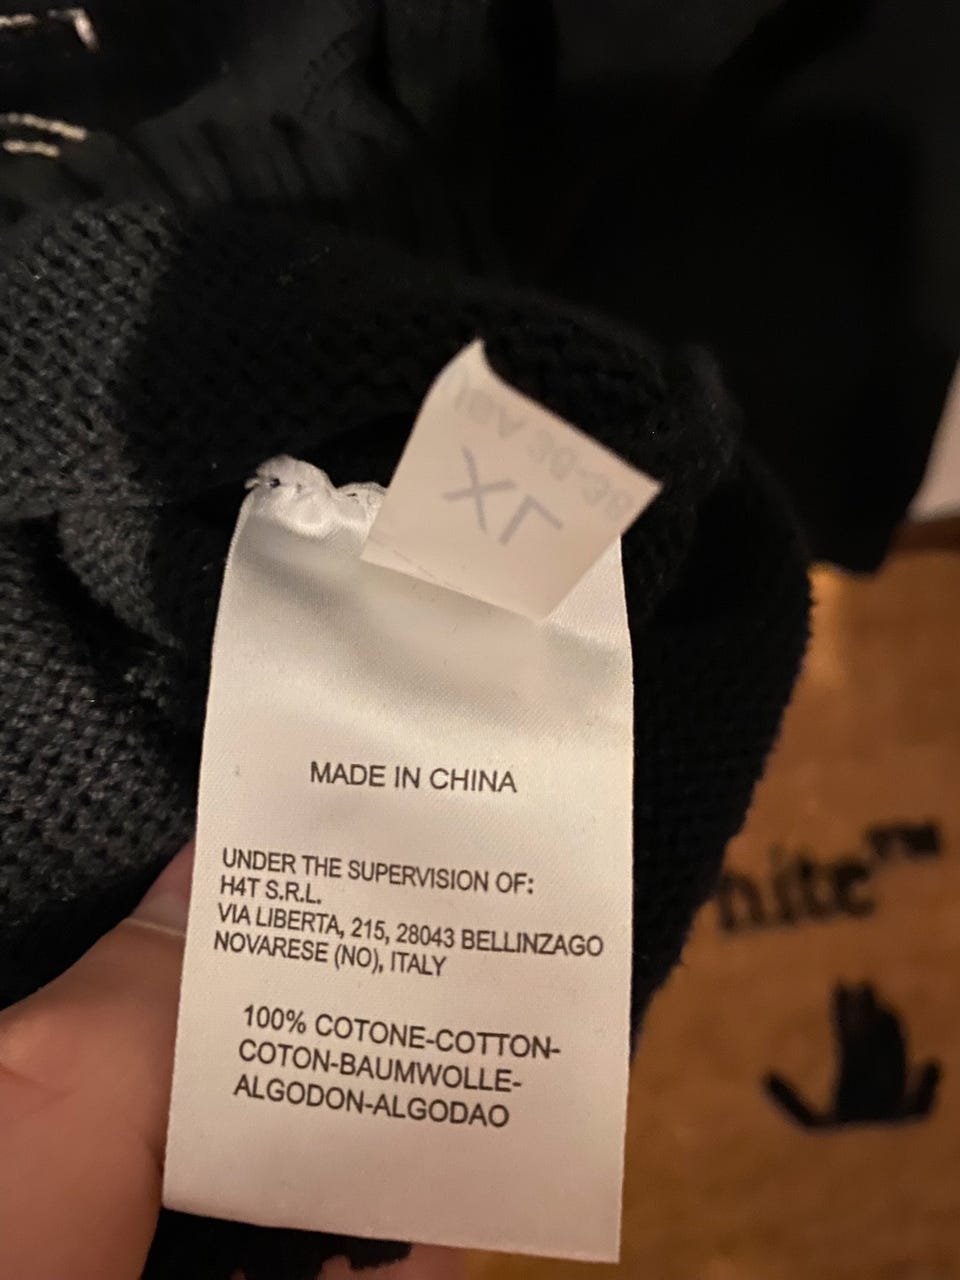 XL
MADE IN CHINA
UNDER THE SUPERVISION OF:
H4T S.R.L.
VIA LIBERTA, 215, 28043 BELLINZAGO
NOVARESE (NO), ITALY
100% COTONE-COTTON-
COTON-BAUMWOLLE-
ALGODON-ALGODAO
hite™